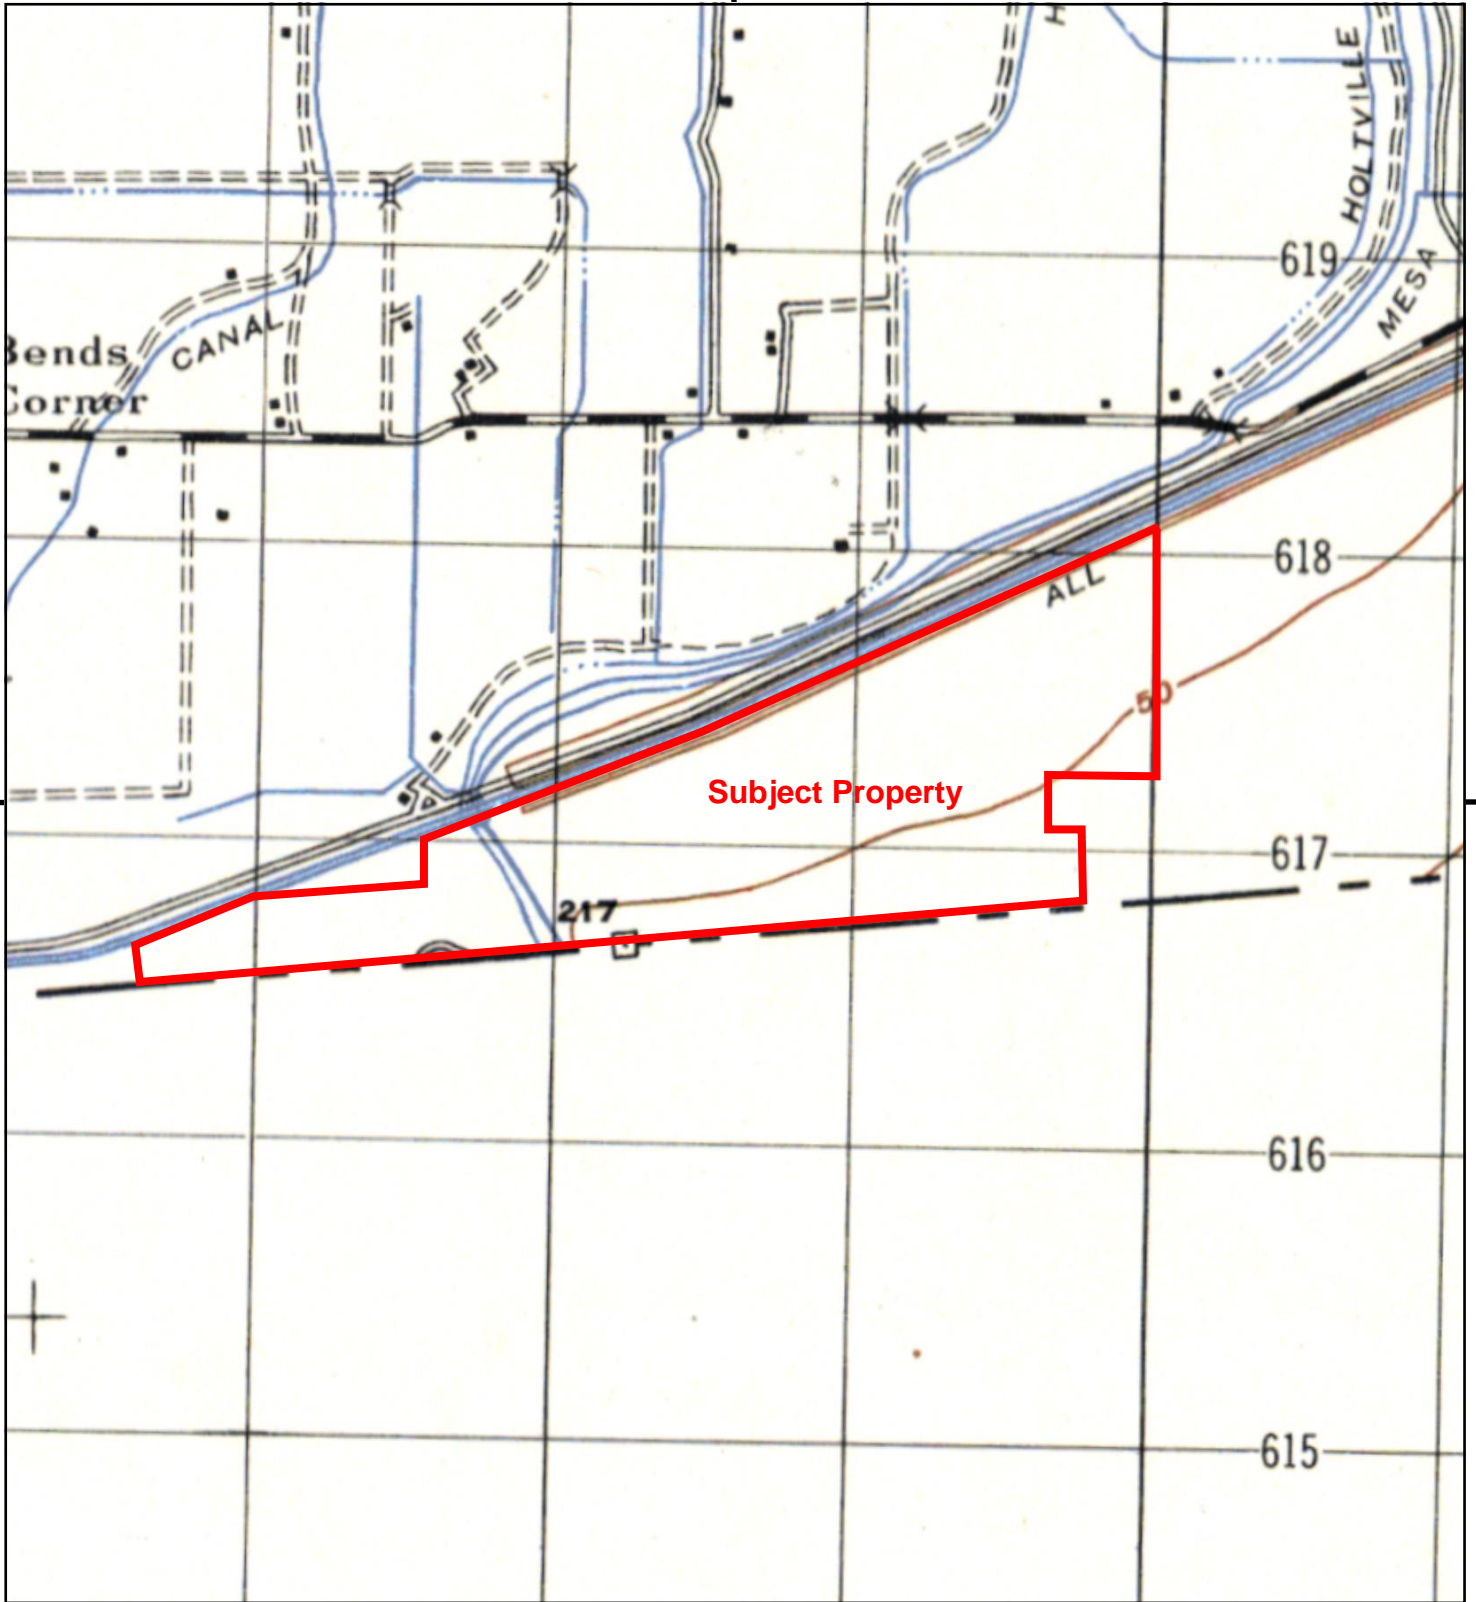 H
HOLTVILLE
619
MESA
CANAL
Bends
Corner
618
ALL
50
Subject Property
617
217
616
615